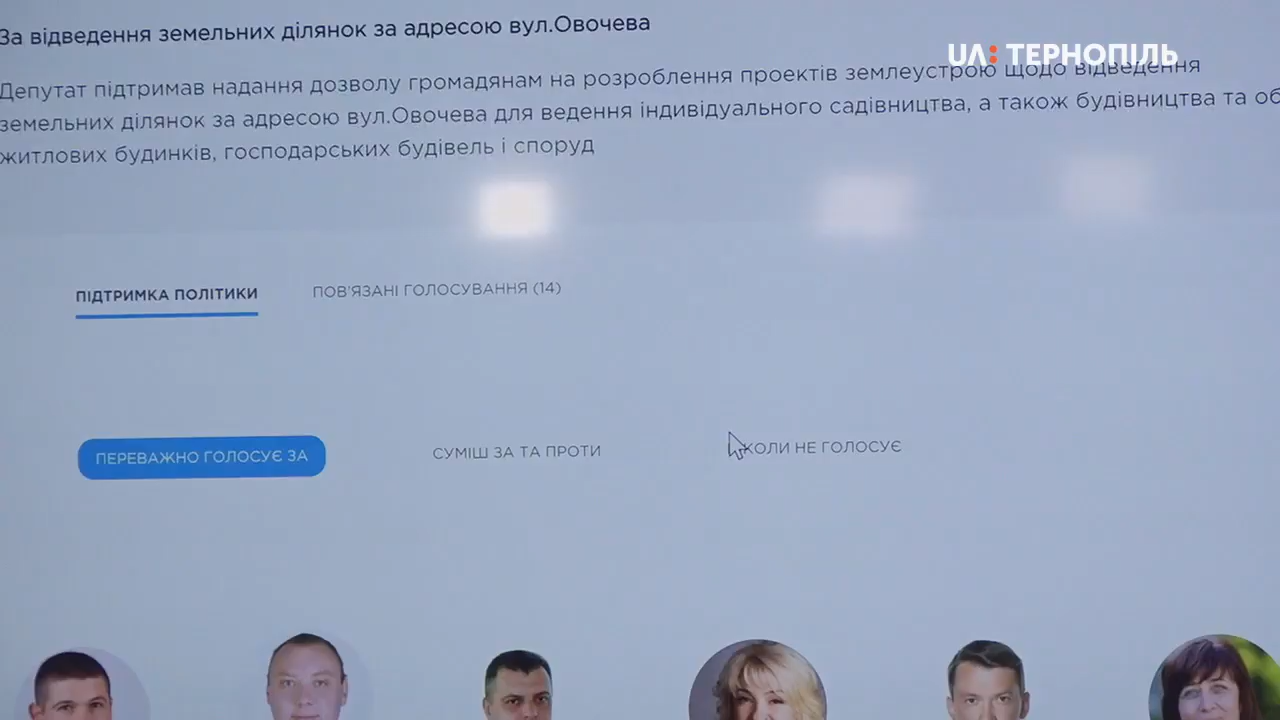 За відведення земельних ділянок за адресою вул.Овочева
UA: ТЕРНОПІЛЬ
Депутат підтримав надання дозволу громадянам на розроблення проектів землеустрою щодо відведення
земельних ділянок за адресою вул.Овочева для ведення індивідуального садівництва, а також будівництва та об
житлових будинків, господарських будівель і споруд
ПІДТРИМКА ПОЛІТИКИ
ПОВ'ЯЗАНІ ГОЛОСУВАННЯ (14)
ПЕРЕВАЖНО ГОЛОСУЄ ЗА
СУМІШ ЗА ТА ПРОТИ
КОЛИ НЕ ГОЛОСУЄ